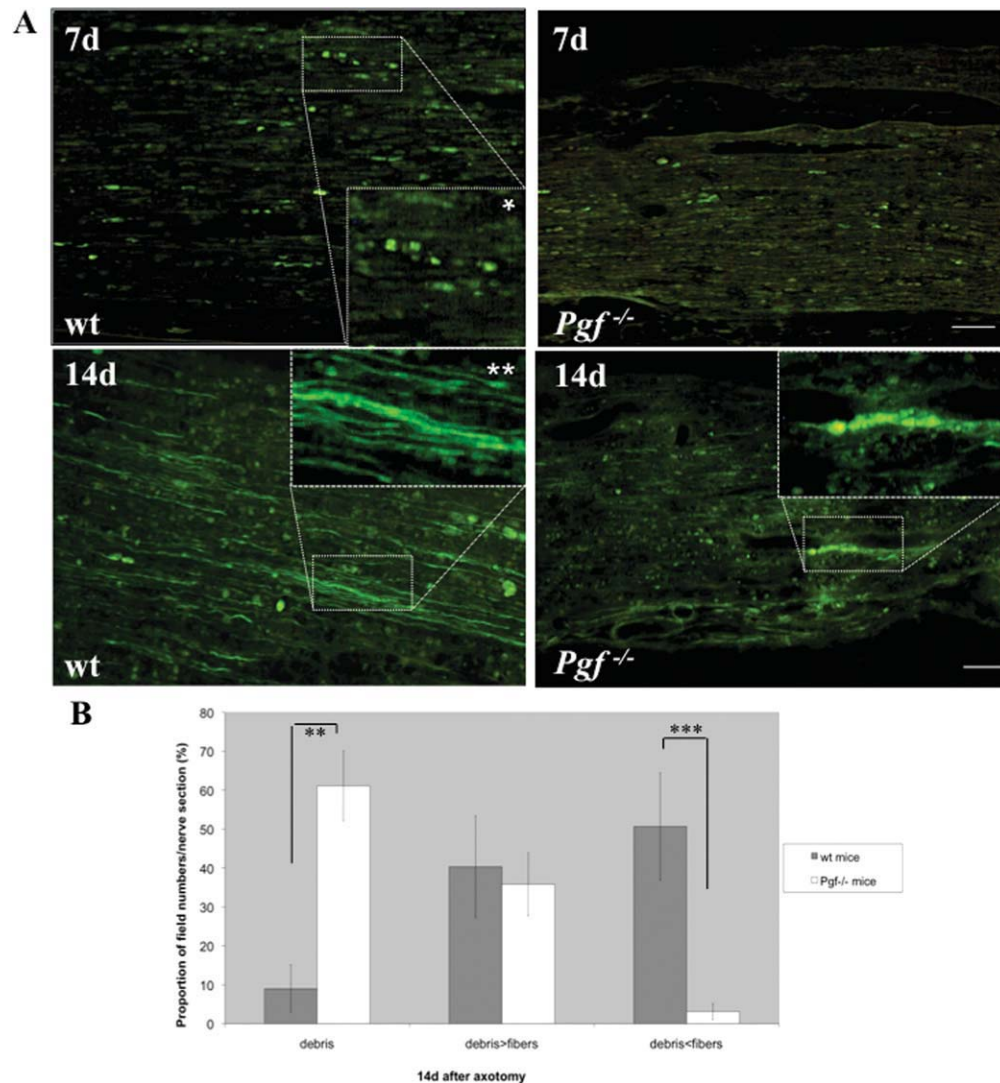 A
7d
7d
*
wt
Pgf -/-
14d
**
14d
wt
Pgf -/-
B
80
70
60
50
40
30
20
10
0
**
***
Proportion of field numbers/nerve section (%)
wt mice
Pgf-/- mice
debris
debris>fibers
debris<fibers
14d after axotomy